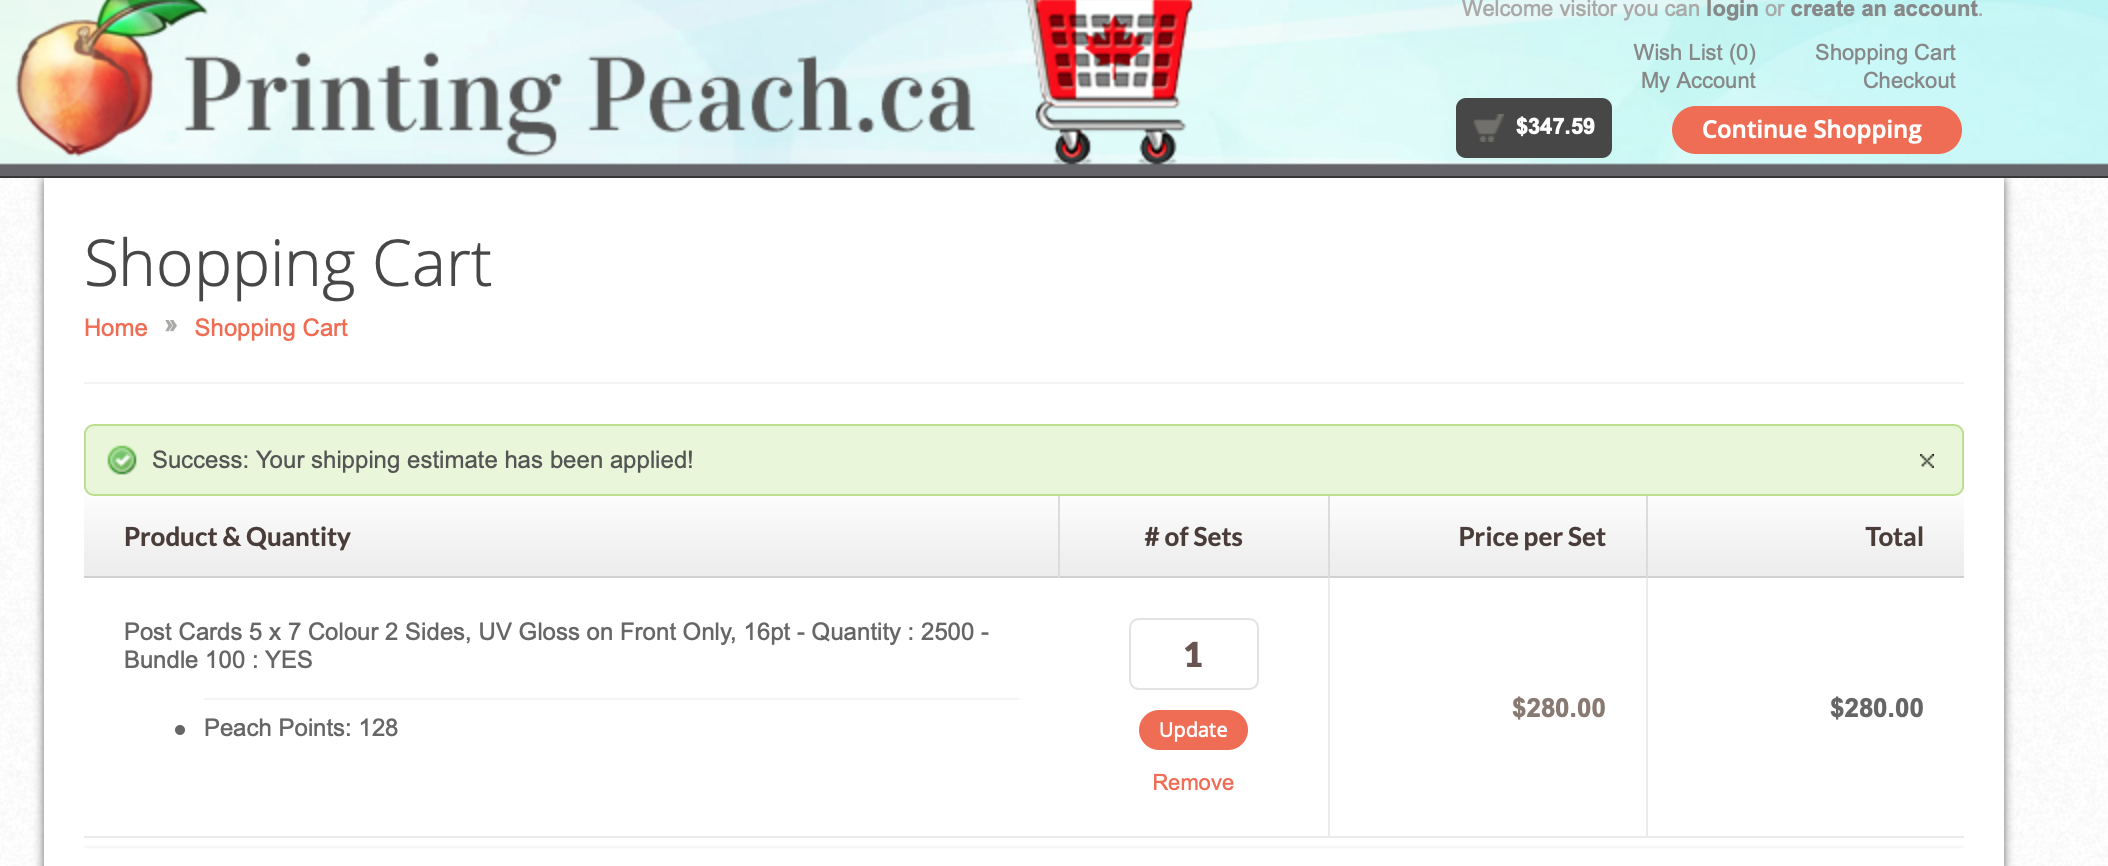 Welcome visitor you can login or create an account.
Printing Peach.ca
Wish List (0) Shopping Cart
My Account Checkout
$347.59 Continue Shopping
Shopping Cart
Home » Shopping Cart
Success: Your shipping estimate has been applied!
Product & Quantity # of Sets Price per Set Total
Post Cards 5 x 7 Colour 2 Sides, UV Gloss on Front Only, 16pt - Quantity : 2500 -
Bundle 100 : YES
1
$280.00 $280.00
Peach Points: 128
Update
Remove